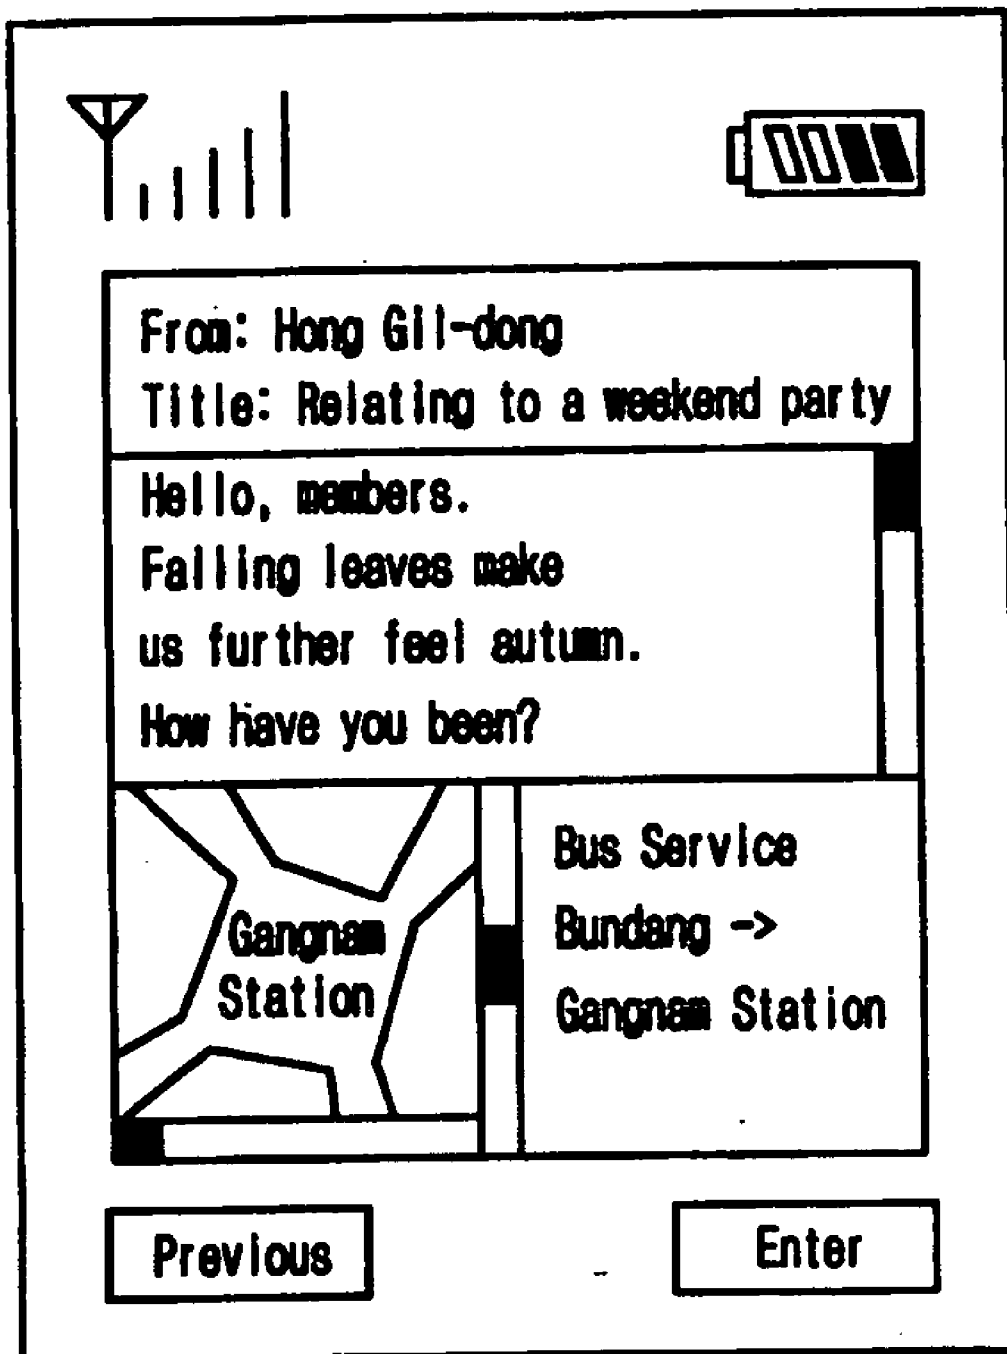 From: Hong Gil-dong
Title: Relating to a weekend party
Hello, members.
Falling leaves make
us further feel autumn.
How have you been?
Gangnam
Station
Bus Service
Bundang ->
Gangnam Station
Previous
Enter